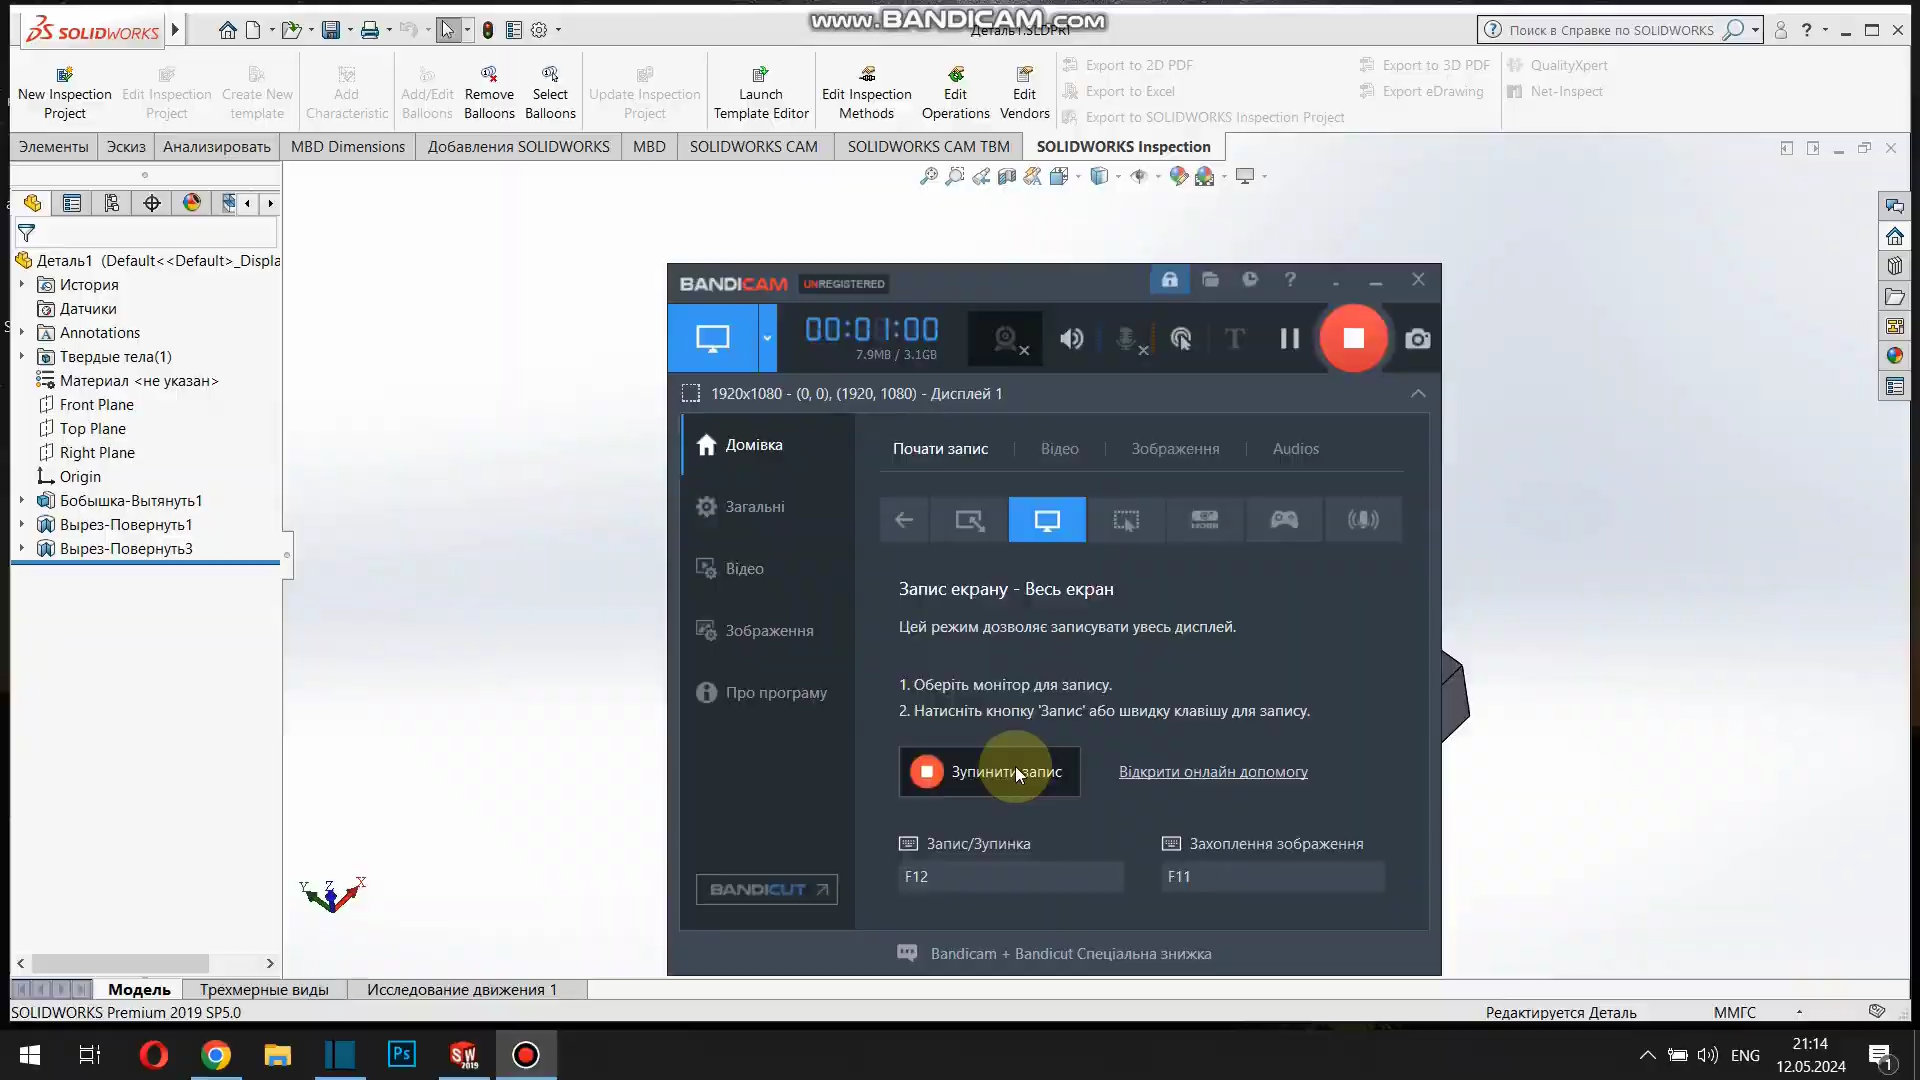 www.BANDICAM.com
SOLIDWORKS
Деталь1.SLDPRT
Поиск в Справке по SOLIDWORKS
New Inspection Project
Edit Inspection Project
Create New template
Add Characteristic
Add/Edit Balloons
Remove Balloons
Select Balloons
Update Inspection Project
Launch Template Editor
Edit Inspection Methods
Edit Operations
Edit Vendors
Export to 2D PDF
Export to Excel
Export to SOLIDWORKS Inspection Project
Export to 3D PDF
Export eDrawing
QualityXpert
Net-Inspect
Элементы
Эскиз
Анализировать
MBD Dimensions
Добавления SOLIDWORKS
MBD
SOLIDWORKS CAM
SOLIDWORKS CAM TBM
SOLIDWORKS Inspection
Деталь1 (Default<<Default>_Displa
История
Датчики
Annotations
Твердые тела(1)
Материал <не указан>
Front Plane
Top Plane
Right Plane
Origin
Бобышка-Вытянуть1
Вырез-Повернуть1
Вырез-Повернуть3
BANDICAM UNREGISTERED
00:01:00
7.9MB / 3.1GB
1920x1080 - (0, 0), (1920, 1080) - Дисплей 1
Домівка
Загальні
Відео
Зображення
Про програму
BANDICUT
Почати запис
Відео
Зображення
Audios
Запис екрану - Весь екран
Цей режим дозволяє записувати увесь дисплей.
1. Оберіть монітор для запису.
2. Натисніть кнопку 'Запис' або швидку клавішу для запису.
Зупинити запис
Відкрити онлайн допомогу
Запис/Зупинка
Захоплення зображення
F12
F11
Bandicam + Bandicut Спеціальна знижка
Y Z X
Модель
Трехмерные виды
Исследование движения 1
SOLIDWORKS Premium 2019 SP5.0
Редактируется Деталь
ММГС
Ps
SW 2019
ENG
21:14
12.05.2024
1